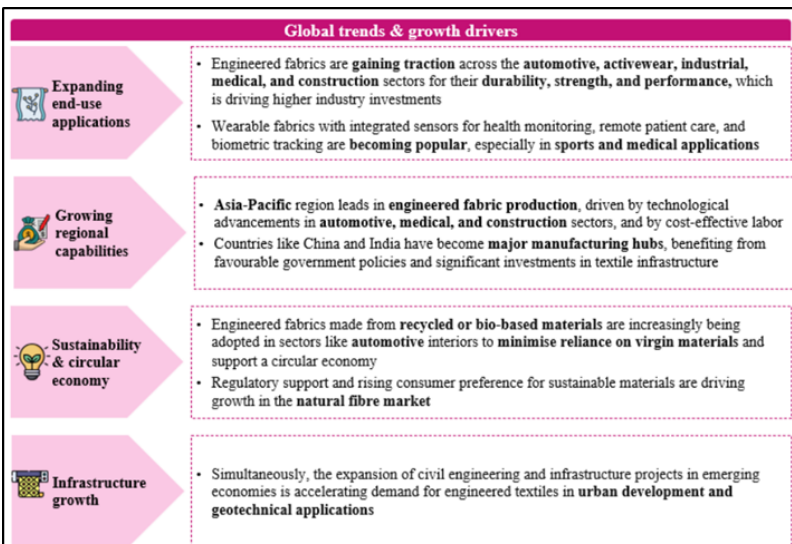 Global trends & growth drivers
Expanding
end-use
applications
• Engineered fabrics are gaining traction across the automotive, activewear, industrial,
medical, and construction sectors for their durability, strength, and performance, which
is driving higher industry investments
• Wearable fabrics with integrated sensors for health monitoring, remote patient care, and
biometric tracking are becoming popular, especially in sports and medical applications
Growing
regional
capabilities
• Asia-Pacific region leads in engineered fabric production, driven by technological
advancements in automotive, medical, and construction sectors, and by cost-effective labor
• Countries like China and India have become major manufacturing hubs, benefiting from
favourable government policies and significant investments in textile infrastructure
Sustainability
& circular
economy
• Engineered fabrics made from recycled or bio-based materials are increasingly being
adopted in sectors like automotive interiors to minimise reliance on virgin materials and
support a circular economy
• Regulatory support and rising consumer preference for sustainable materials are driving
growth in the natural fibre market
Infrastructure
growth
• Simultaneously, the expansion of civil engineering and infrastructure projects in emerging
economies is accelerating demand for engineered textiles in urban development and
geotechnical applications